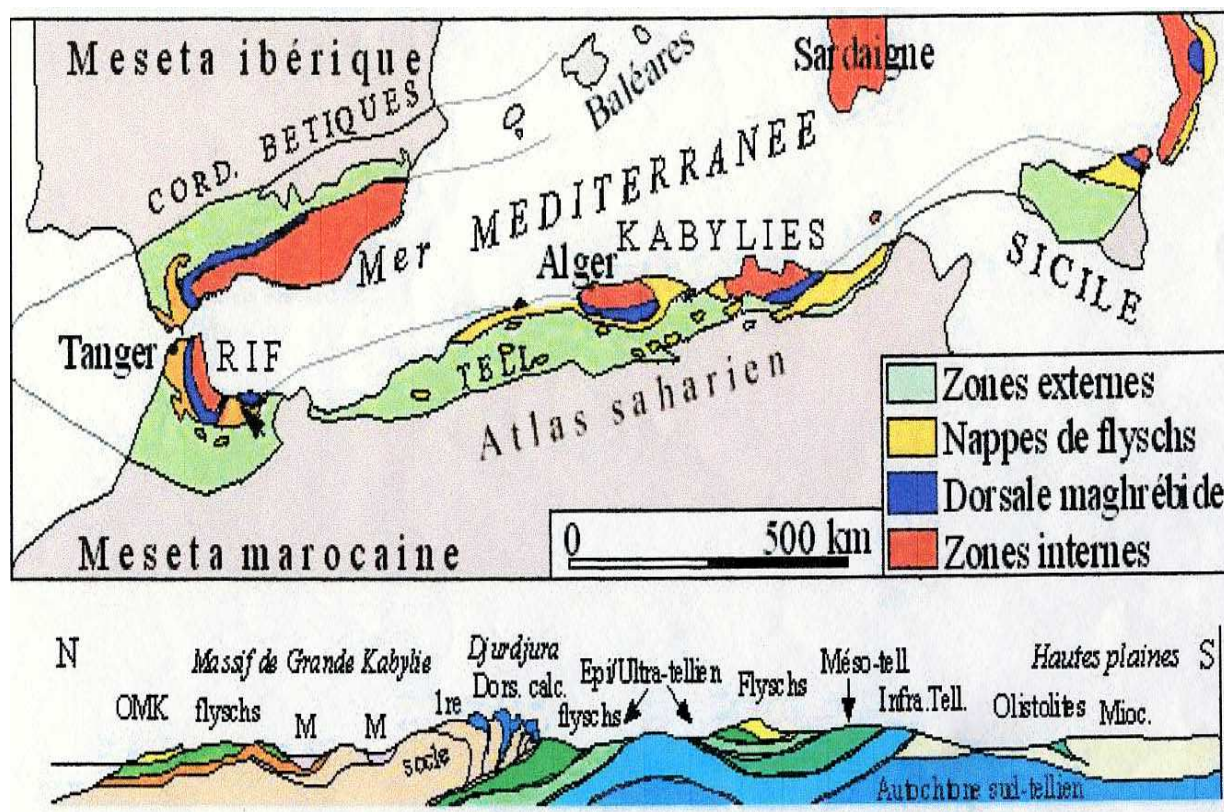 Meseta ibérique
CORD. BETIQUES
Baléares
Sardaigne
Mer MEDITERRANEE
KABYLIES
Alger
SICILE
Tanger
RIF
TELL
Atlas saharien
Meseta marocaine
0 500 km
Zones externes
Nappes de flyschs
Dorsale maghrébide
Zones internes
N
S
Massif de Grande Kabylie
Djurdjura
Dors. calc.
Epi/Ultra-tellien
Flyschs
Méso-tell
Hautes plaines
OMK
flyschs
M
M
1re
flyschs
Infra.Tell.
Olistolites
Mioc.
socle
Autochtone sud-tellien